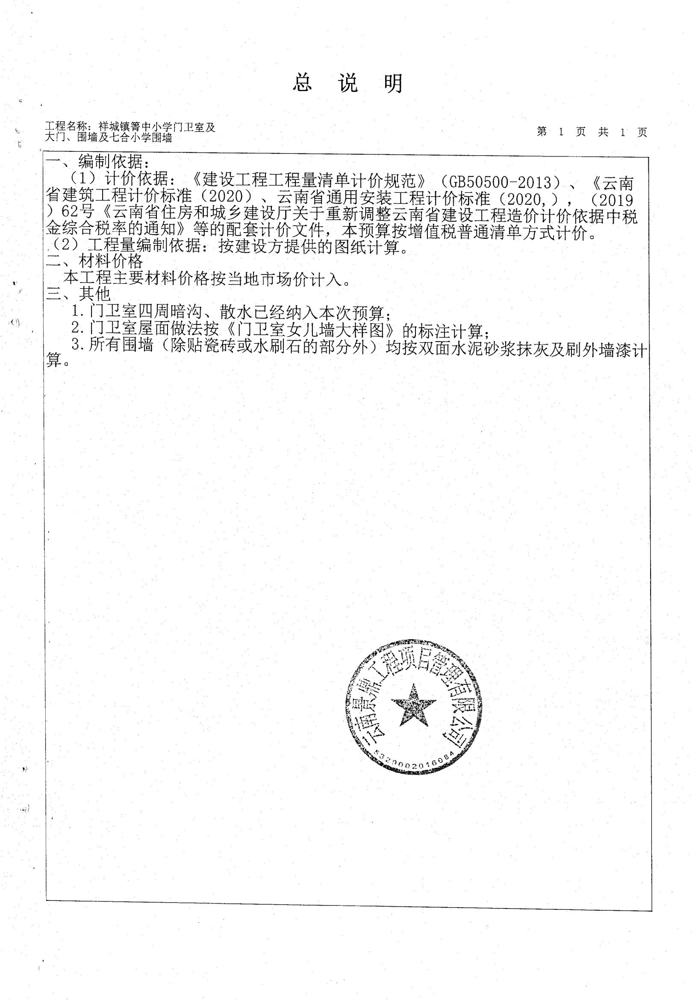 总 说 明
工程名称：祥城镇箐中小学门卫室及
大门、围墙及七合小学围墙
第 1 页 共 1 页
一、编制依据：
（1）计价依据：《建设工程工程量清单计价规范》（GB50500-2013）、《云南
省建筑工程计价标准（2020）、云南省通用安装工程计价标准（2020,），（2019
）62号《云南省住房和城乡建设厅关于重新调整云南省建设工程造价计价依据中税
金综合税率的通知》等的配套计价文件，本预算按增值税普通清单方式计价。
（2）工程量编制依据：按建设方提供的图纸计算。
二、材料价格
本工程主要材料价格按当地市场价计入。
三、其他
1.门卫室四周暗沟、散水已经纳入本次预算；
2.门卫室屋面做法按《门卫室女儿墙大样图》的标注计算；
3.所有围墙（除贴瓷砖或水刷石的部分外）均按双面水泥砂浆抹灰及刷外墙漆计
算。
云南景鼎工程项目管理有限公司
5329002016084